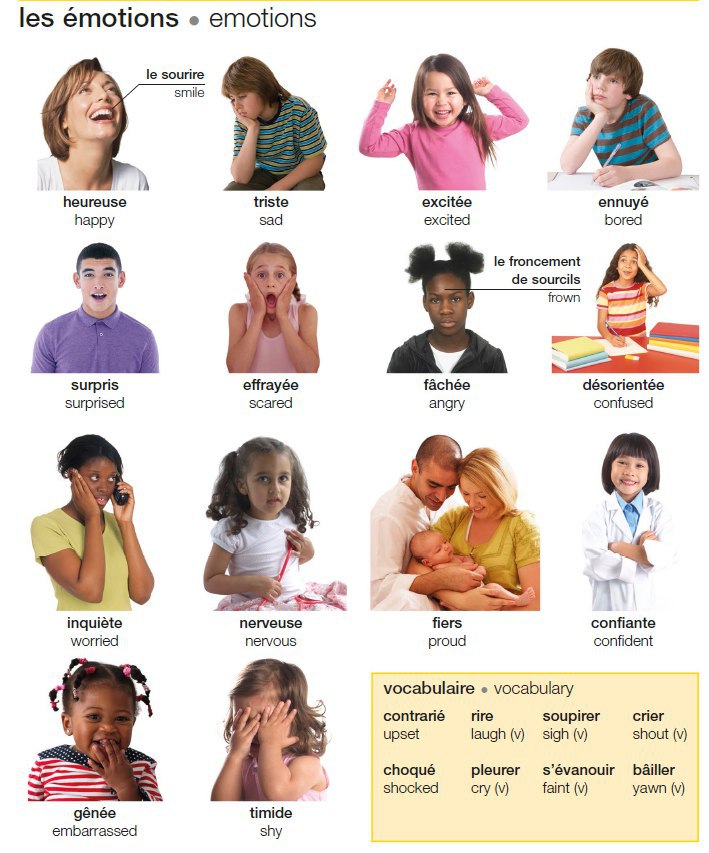 les émotions • emotions
le sourire
smile
heureuse
happy
triste
sad
excitée
excited
ennuyé
bored
le froncement
de sourcils
frown
surpris
surprised
effrayée
scared
fâchée
angry
désorientée
confused
inquiète
worried
nerveuse
nervous
fiers
proud
confiante
confident
gênée
embarrassed
timide
shy
vocabulaire • vocabulary
contrarié
upset
rire
laugh (v)
soupirer
sigh (v)
crier
shout (v)
choqué
shocked
pleurer
cry (v)
s'évanouir
faint (v)
bâiller
yawn (v)